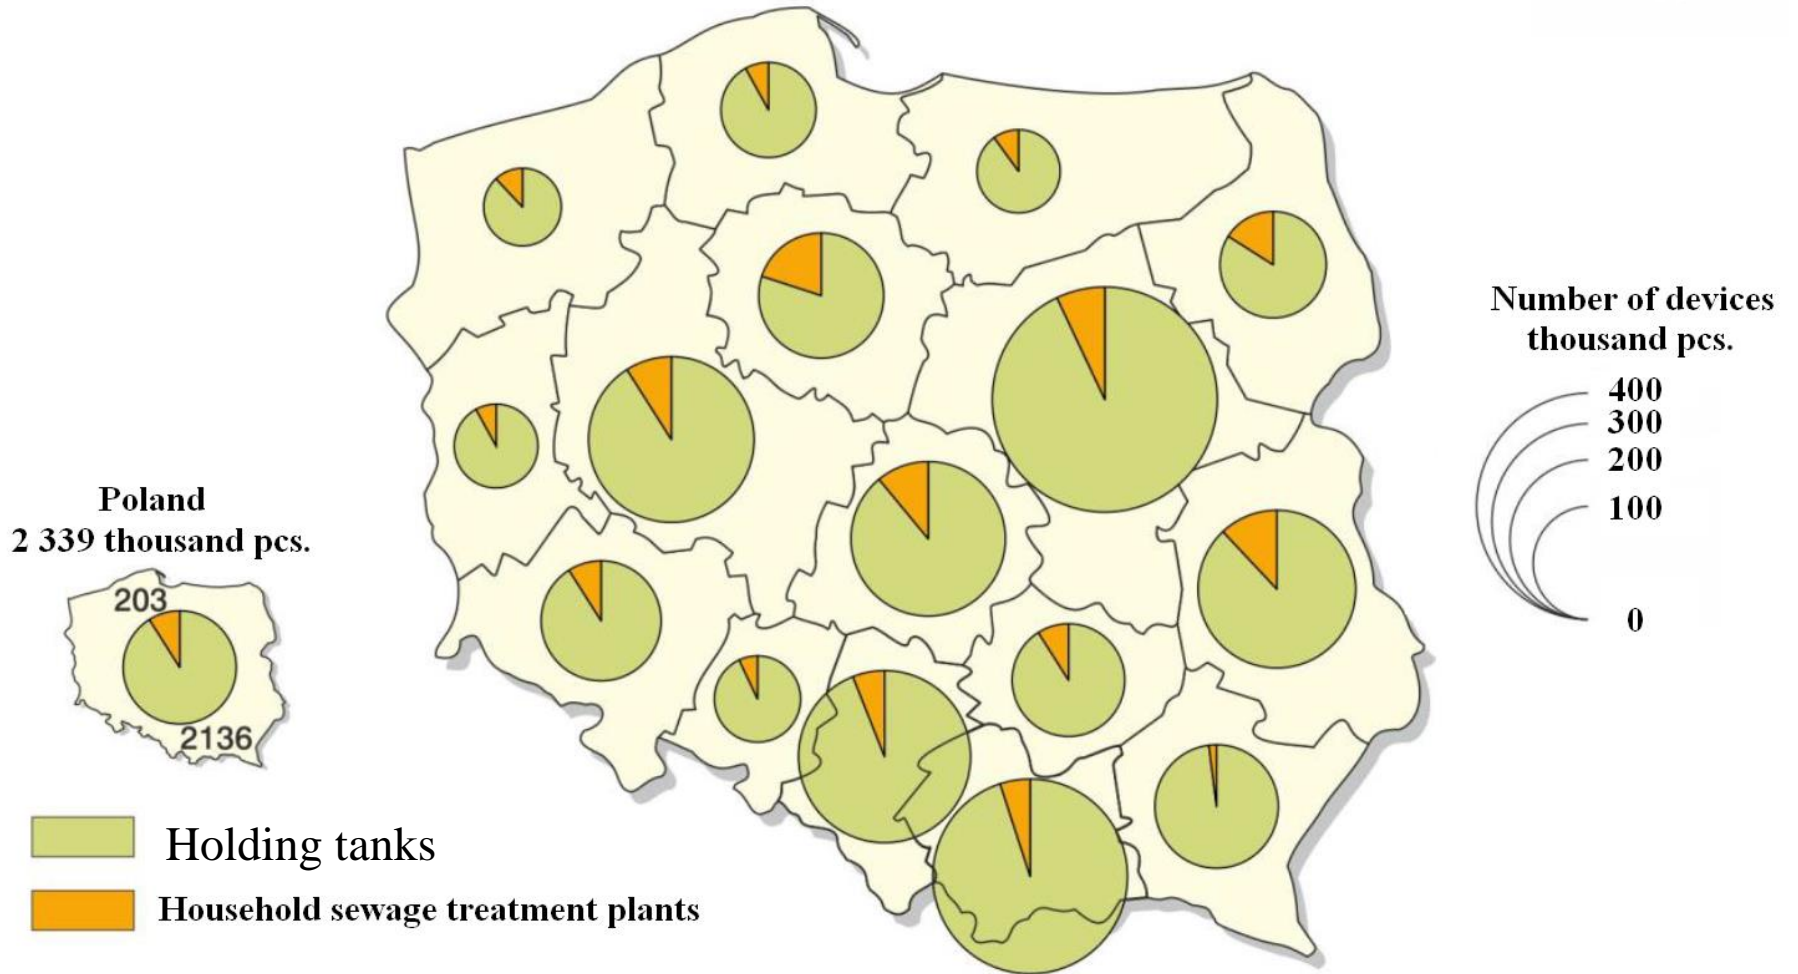 Number of devices
thousand pcs.
400
300
200
100
0
Poland
2 339 thousand pcs.
203
2136
Holding tanks
Household sewage treatment plants